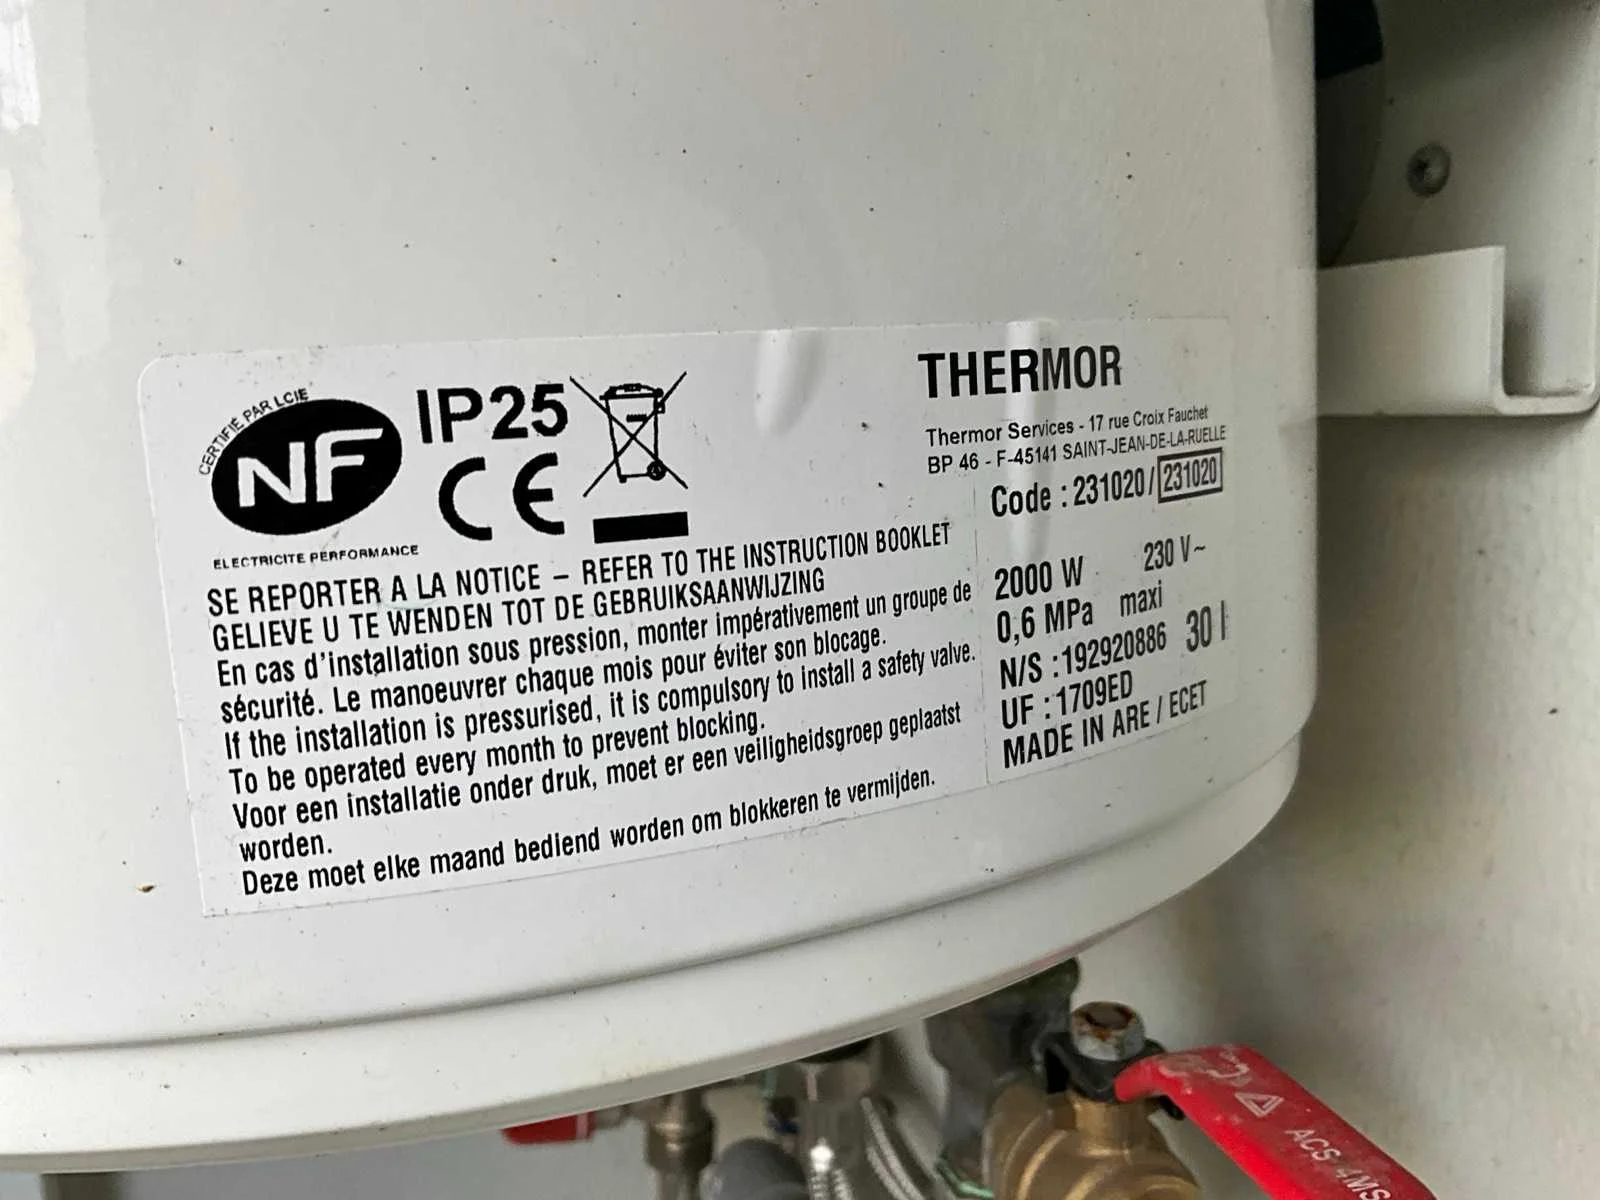 CERTIFIÉ PAR LCIE
NF
ELECTRICITE PERFORMANCE
IP25
CE
THERMOR
Thermor Services - 17 rue Croix Fauchet
BP 46 - F-45141 SAINT-JEAN-DE-LA-RUELLE
Code : 231020/231020
SE REPORTER A LA NOTICE – REFER TO THE INSTRUCTION BOOKLET
GELIEVE U TE WENDEN TOT DE GEBRUIKSAANWIJZING
En cas d'installation sous pression, monter impérativement un groupe de
sécurité. Le manoeuvrer chaque mois pour éviter son blocage.
If the installation is pressurised, it is compulsory to install a safety valve.
To be operated every month to prevent blocking.
Voor een installatie onder druk, moet er een veiligheidsgroep geplaatst
worden.
Deze moet elke maand bediend worden om blokkeren te vermijden.
2000 W 230 V~
0,6 MPa maxi
N/S : 192920886 30 l
UF : 1709ED
MADE IN ARE / ECET
ACS 4MS